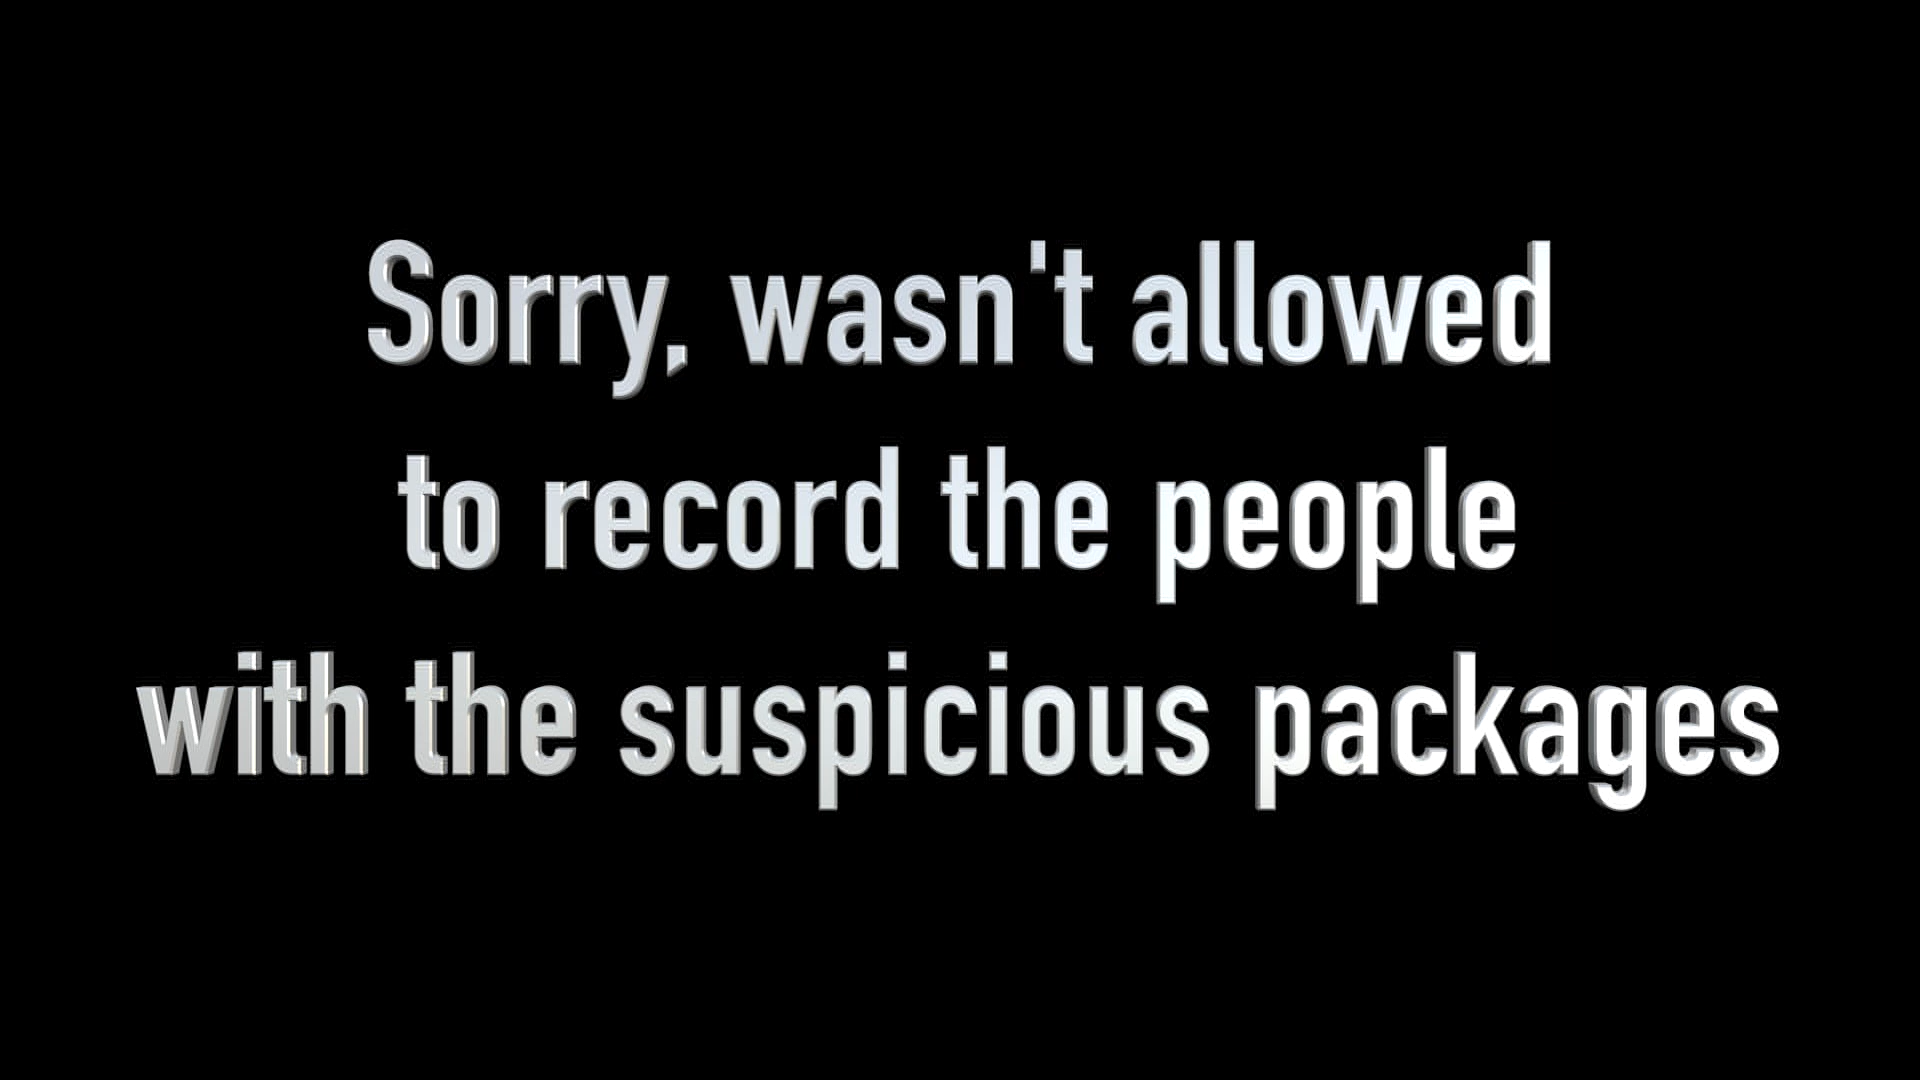 Sorry, wasn't allowed
to record the people
with the suspicious packages